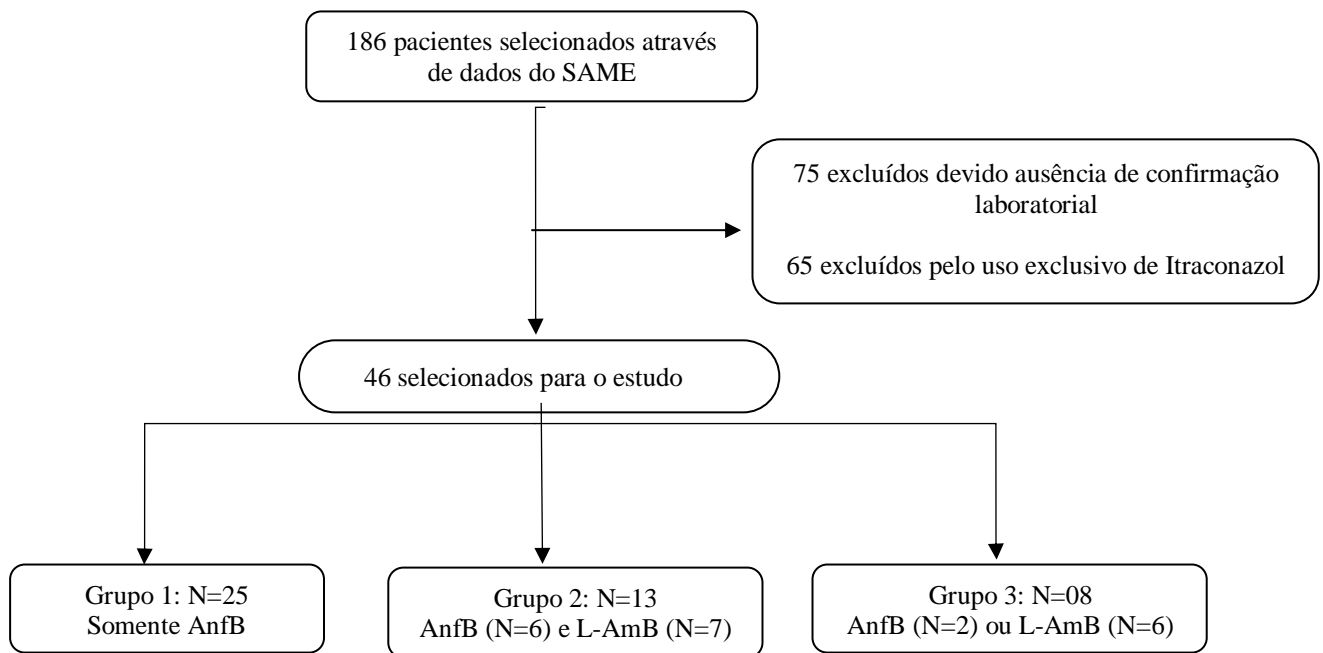 186 pacientes selecionados através
de dados do SAME
75 excluídos devido ausência de confirmação
laboratorial
65 excluídos pelo uso exclusivo de Itraconazol
46 selecionados para o estudo
Grupo 1: N=25
Somente AnfB
Grupo 2: N=13
AnfB (N=6) e L-AmB (N=7)
Grupo 3: N=08
AnfB (N=2) ou L-AmB (N=6)